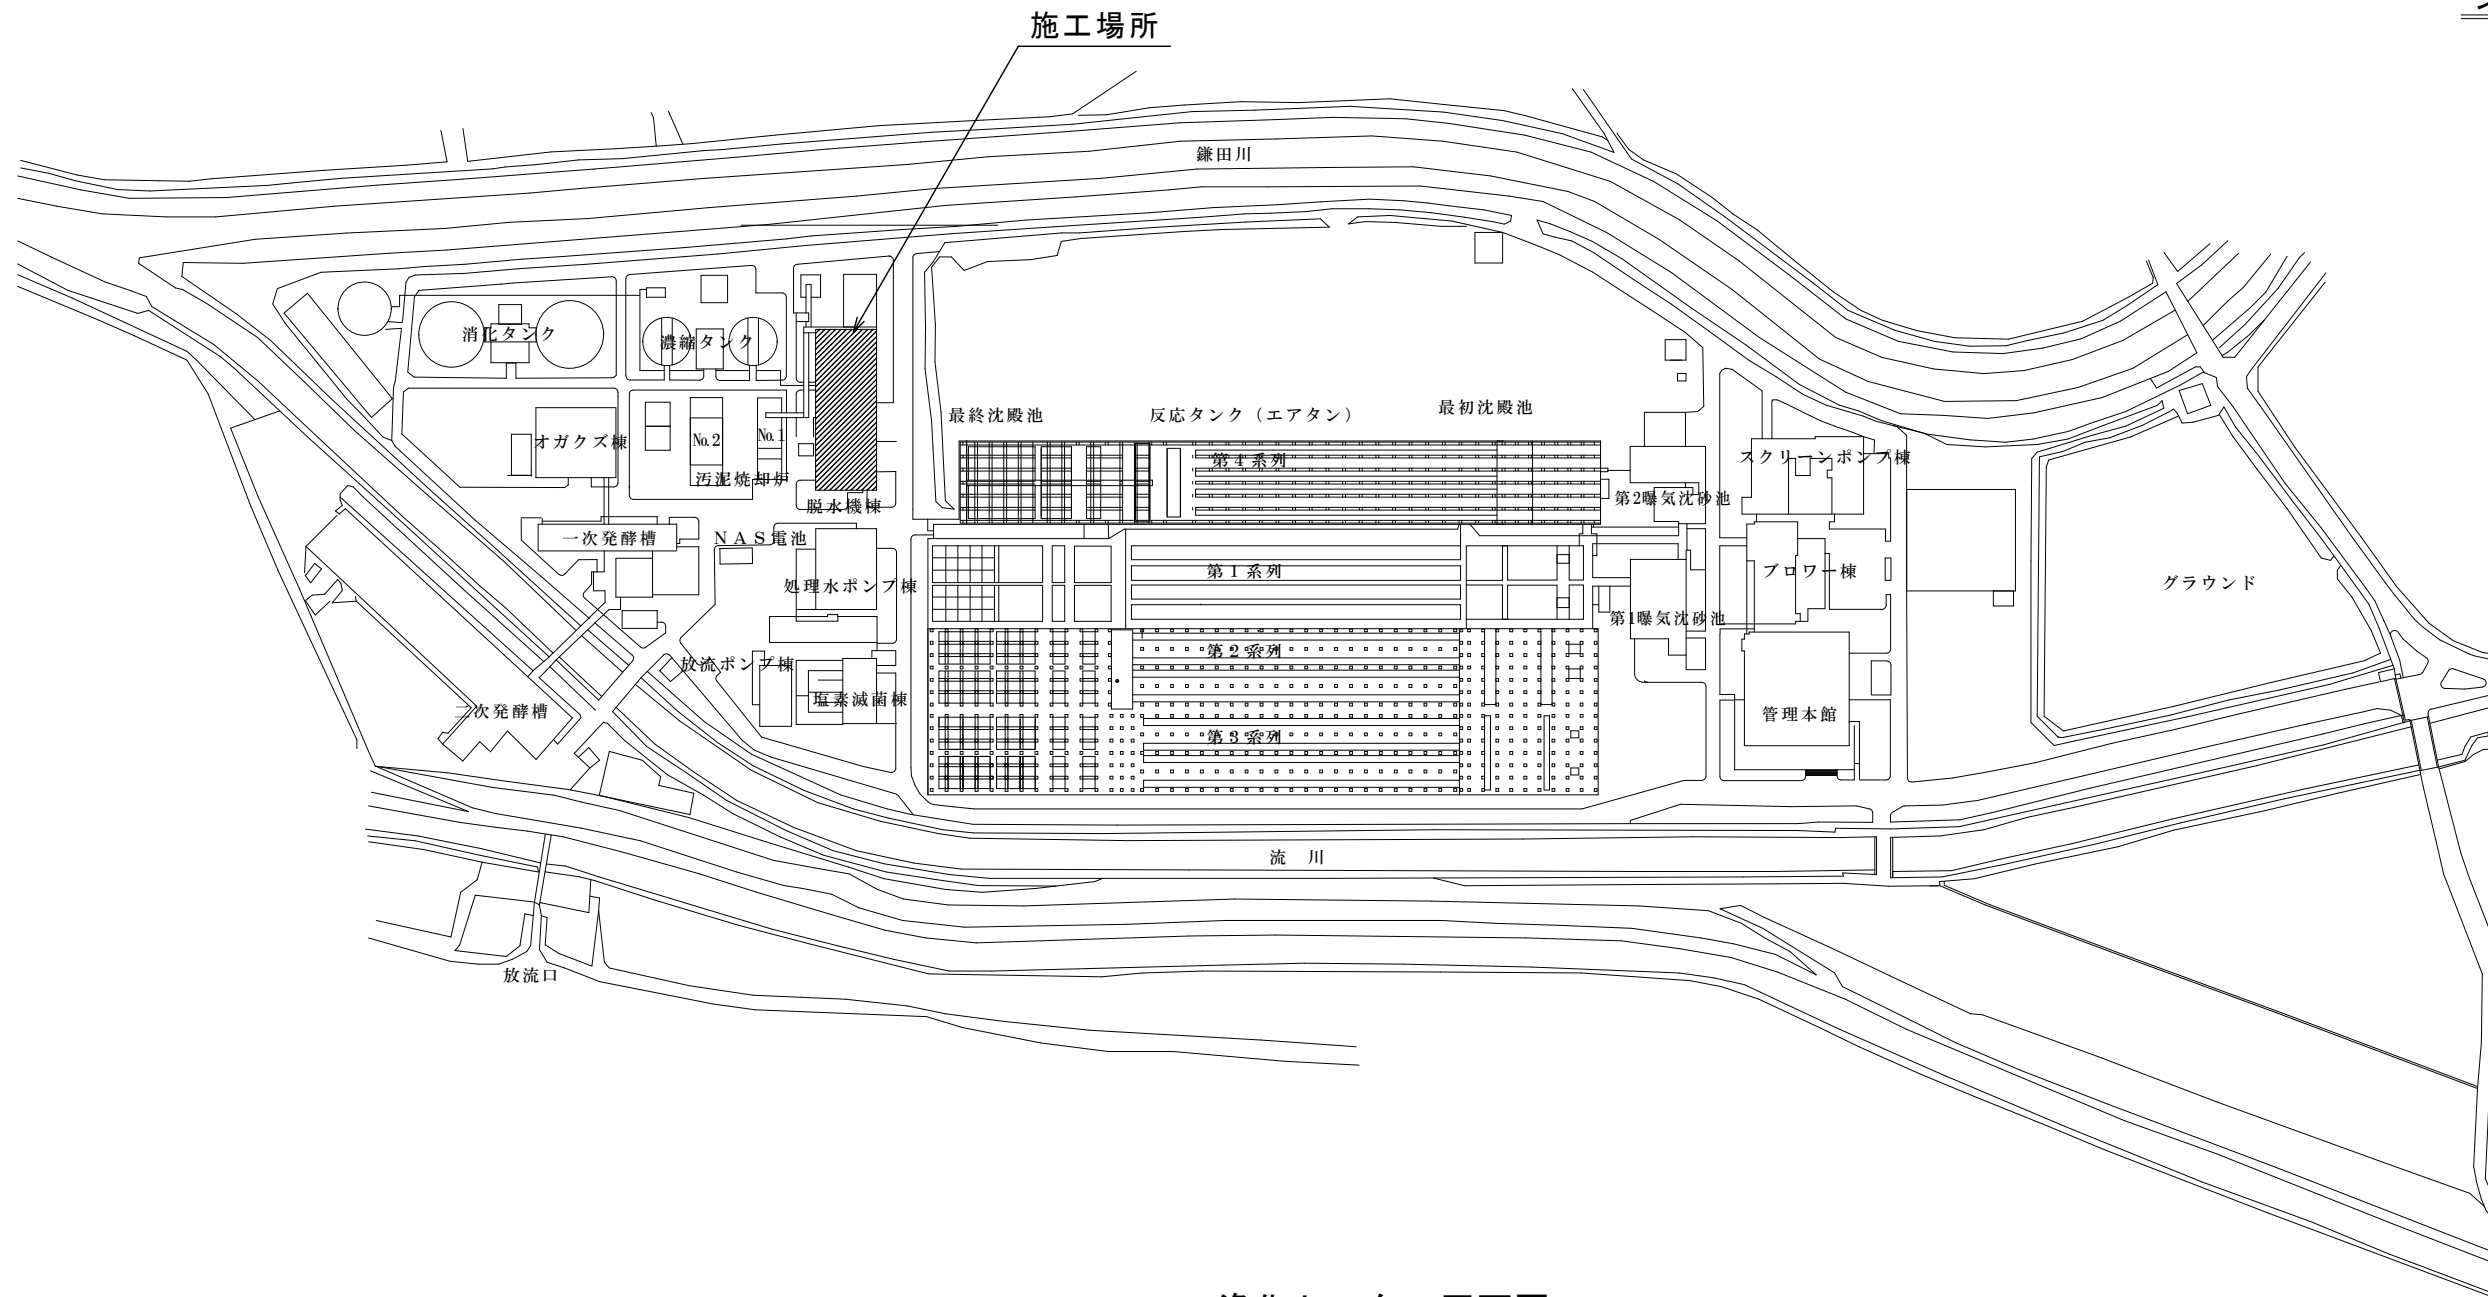 施工場所
鎌田川
消化タンク
濃縮タンク
最終沈殿池
反応タンク（エアタン）
最初沈殿池
オガクズ棟
№2
№1
第４系列
スクリーンポンプ棟
汚泥焼却炉
脱水機棟
第2曝気沈砂池
一次発酵槽
ＮＡＳ電池
処理水ポンプ棟
第１系列
ブロワー棟
グラウンド
第1曝気沈砂池
放流ポンプ棟
第２系列
塩素滅菌棟
二次発酵槽
管理本館
第３系列
流　川
放流口